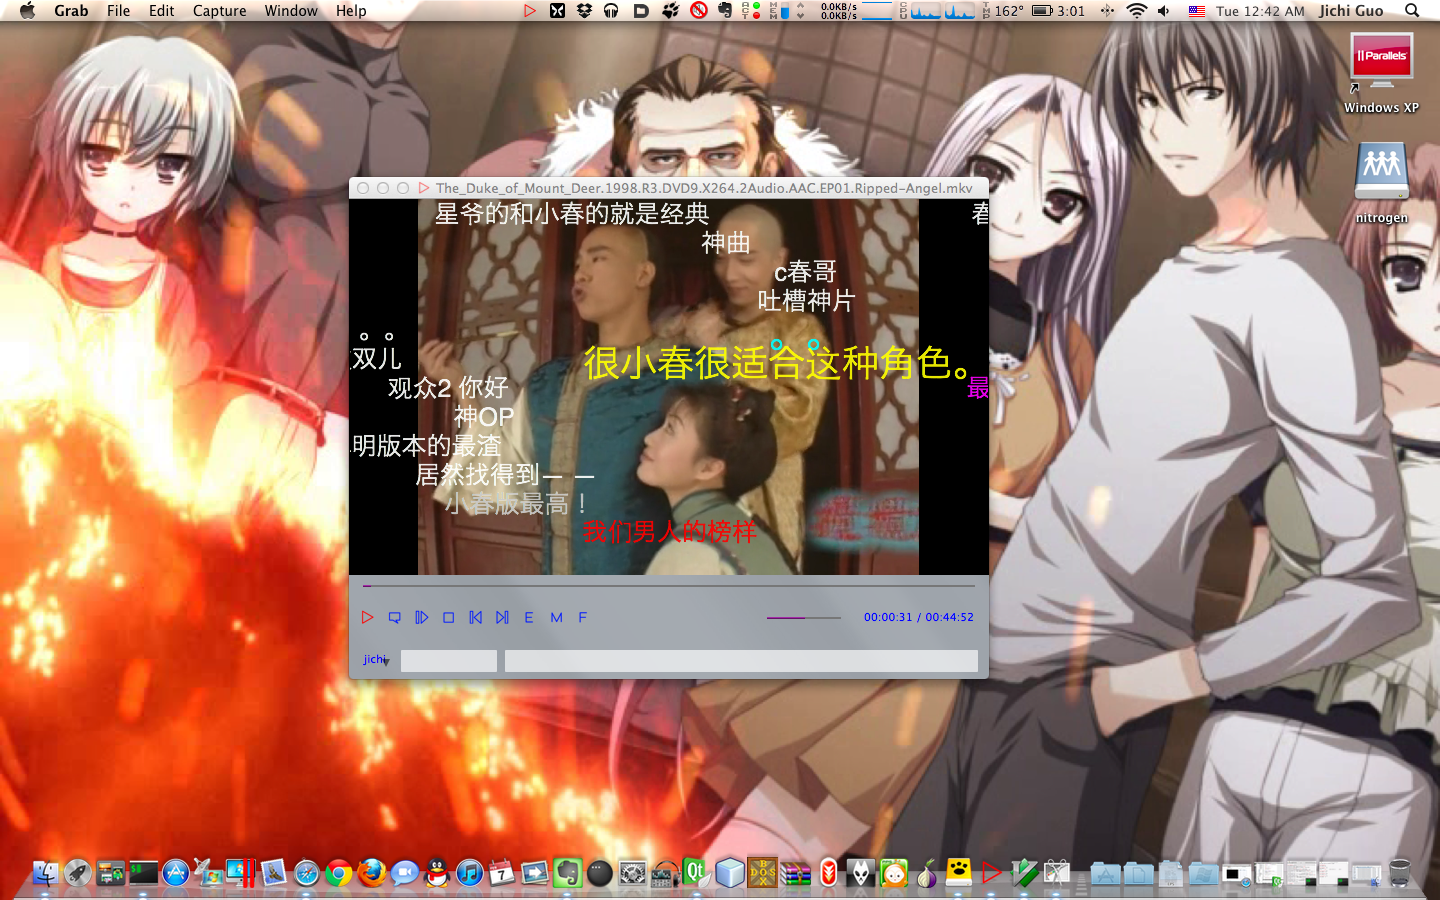 Grab File Edit Capture Window Help
0.0KB/s
0.0KB/s
162° 3:01 Tue 12:42 AM Jichi Guo
Parallels
Windows XP
nitrogen
The_Duke_of_Mount_Deer.1998.R3.DVD9.X264.2Audio.AAC.EP01.Ripped-Angel.mkv
星爷的和小春的就是经典
春
神曲
c春哥
吐槽神片
。。
双儿
很小春很适合这种角色。
观众2 你好
最
神OP
明版本的最渣
居然找得到— —
小春版最高！
我们男人的榜样
E M F
00:00:31 / 00:44:52
jichi